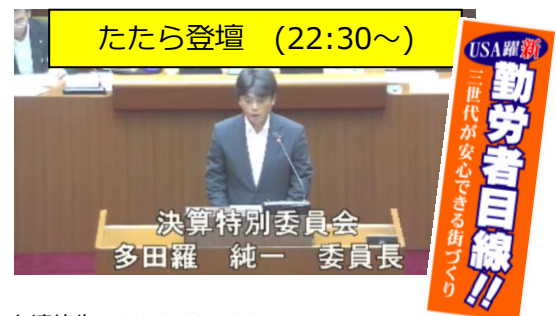 たたら登壇 (22:30～)
決算特別委員会
多田羅 純一 委員長
USA躍新
勤労者目線!!
三世代が安心できる街づくり